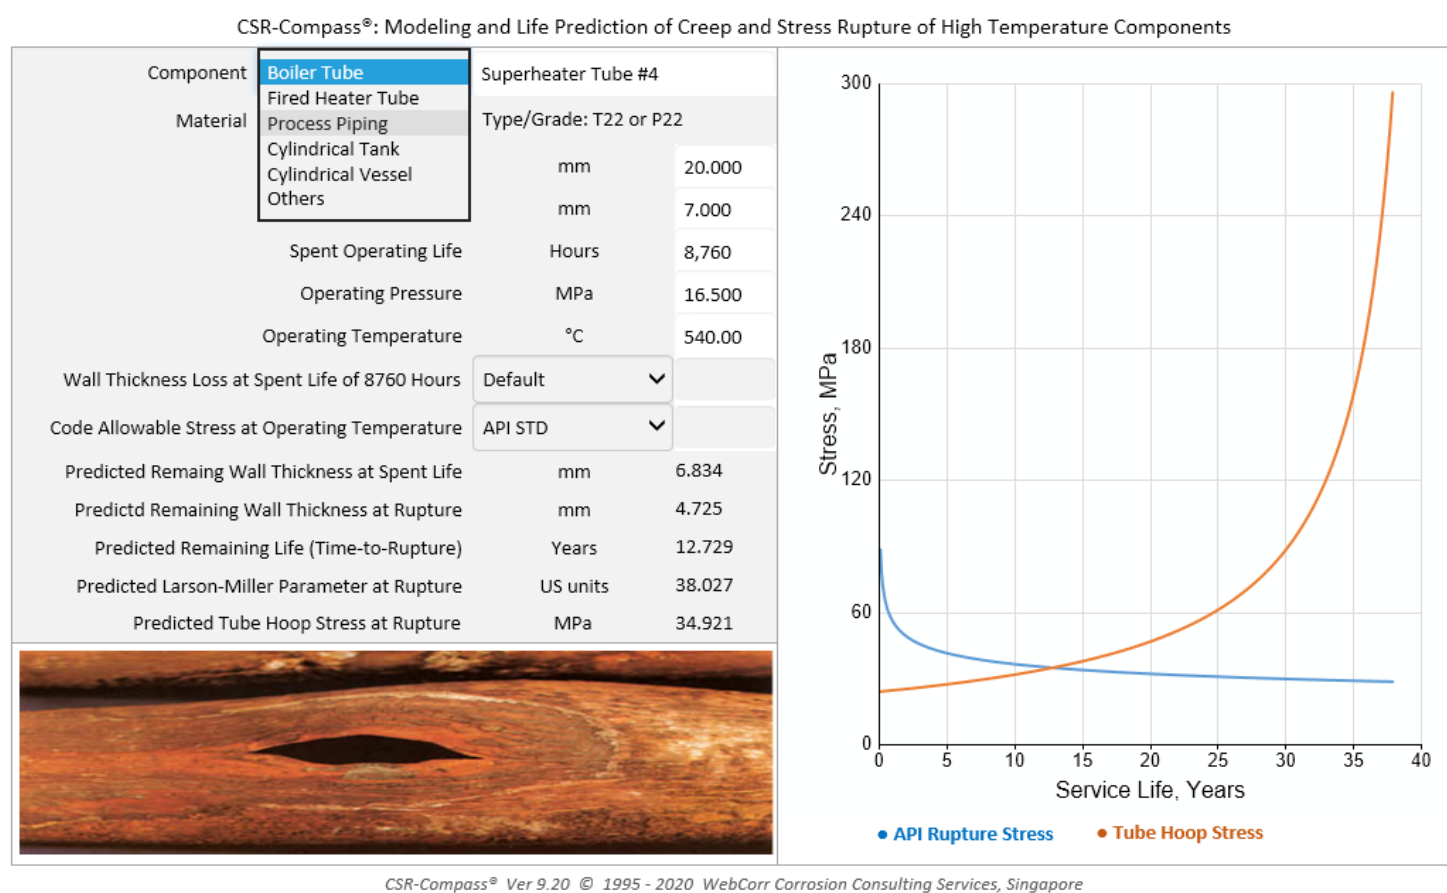 CSR-Compass®: Modeling and Life Prediction of Creep and Stress Rupture of High Temperature Components
Component
Boiler Tube
Superheater Tube #4
Fired Heater Tube
Material
Process Piping
Type/Grade: T22 or P22
Cylindrical Tank
Cylindrical Vessel
Others
mm 20.000
mm 7.000
Spent Operating Life Hours 8,760
Operating Pressure MPa 16.500
Operating Temperature °C 540.00
Wall Thickness Loss at Spent Life of 8760 Hours Default
Code Allowable Stress at Operating Temperature API STD
Predicted Remaing Wall Thickness at Spent Life mm 6.834
Predictd Remaining Wall Thickness at Rupture mm 4.725
Predicted Remaining Life (Time-to-Rupture) Years 12.729
Predicted Larson-Miller Parameter at Rupture US units 38.027
Predicted Tube Hoop Stress at Rupture MPa 34.921
Stress, MPa
300
240
180
120
60
0
0 5 10 15 20 25 30 35 40
Service Life, Years
API Rupture Stress Tube Hoop Stress
CSR-Compass® Ver 9.20 © 1995 - 2020 WebCorr Corrosion Consulting Services, Singapore